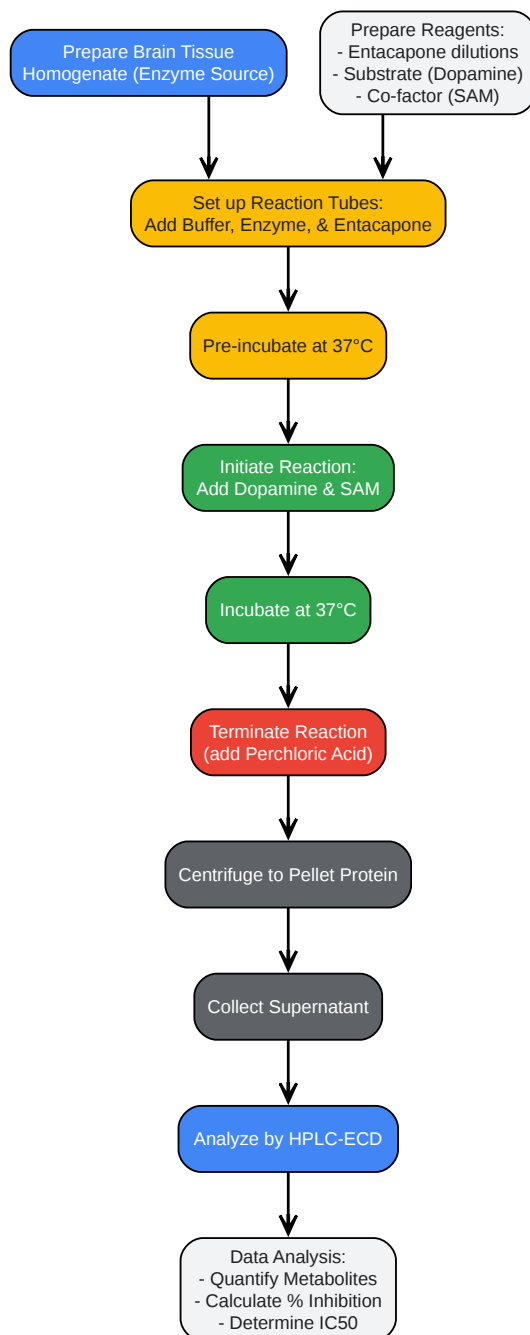 Prepare Brain Tissue
Homogenate (Enzyme Source)
Prepare Reagents:
- Entacapone dilutions
- Substrate (Dopamine)
- Co-factor (SAM)
Set up Reaction Tubes:
Add Buffer, Enzyme, & Entacapone
Pre-incubate at 37°C
Initiate Reaction:
Add Dopamine & SAM
Incubate at 37°C
Terminate Reaction
(add Perchloric Acid)
Centrifuge to Pellet Protein
Collect Supernatant
Analyze by HPLC-ECD
Data Analysis:
- Quantify Metabolites
- Calculate % Inhibition
- Determine IC50